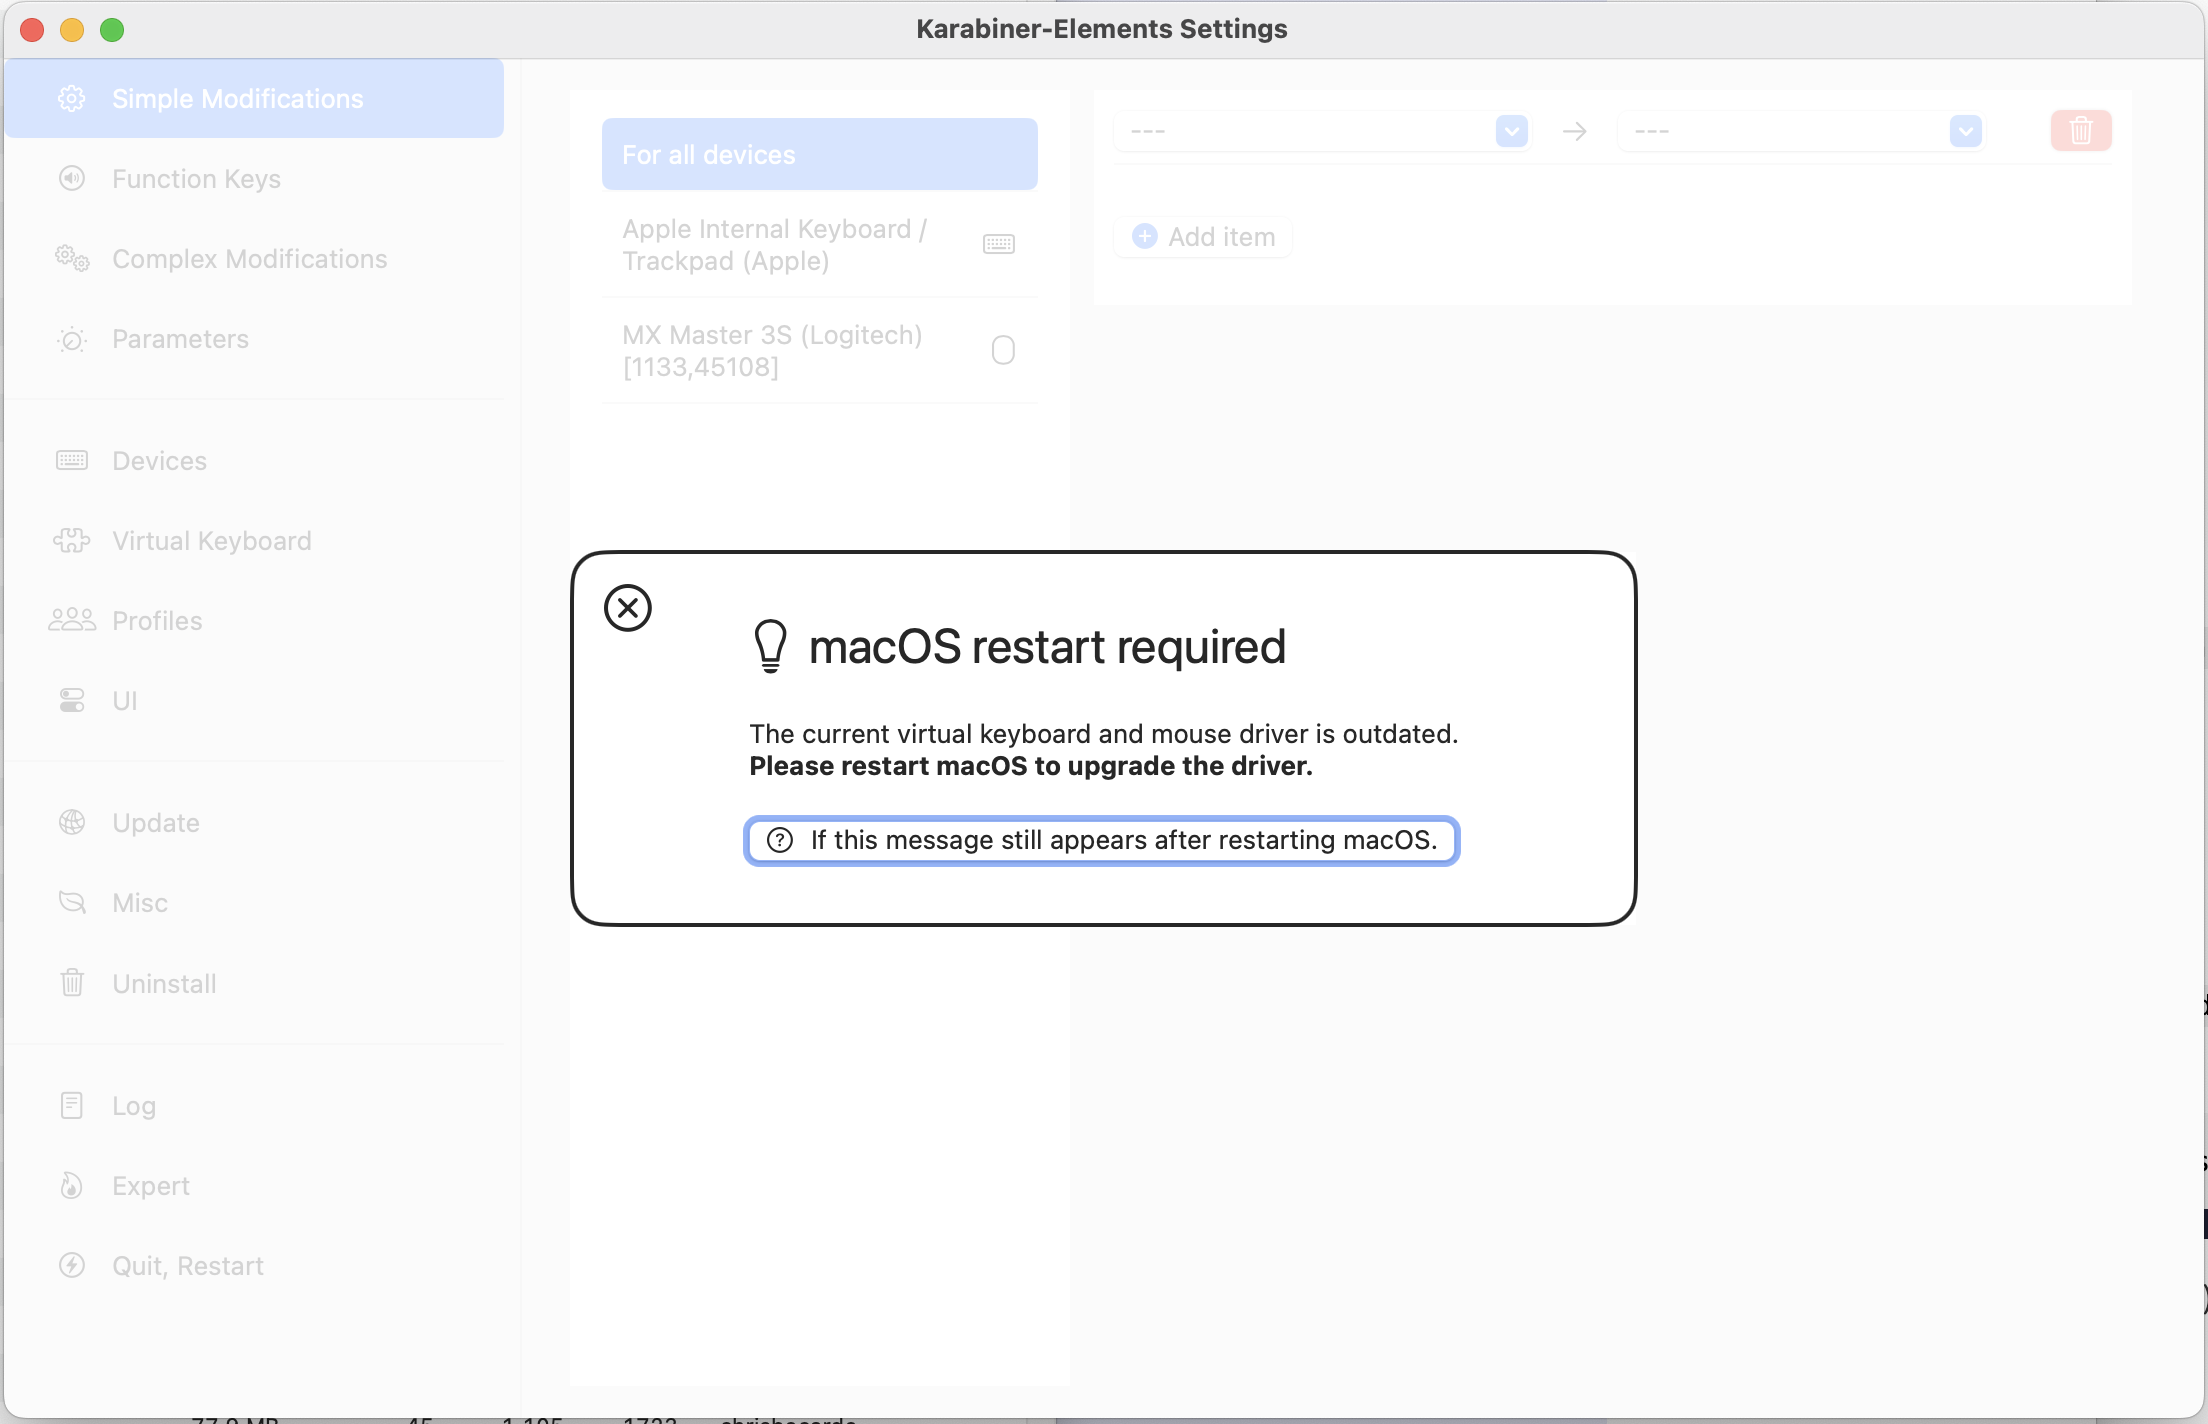 Karabiner-Elements Settings
Simple Modifications
Function Keys
Complex Modifications
Parameters
Devices
Virtual Keyboard
Profiles
UI
Update
Misc
Uninstall
Log
Expert
Quit, Restart
For all devices
Apple Internal Keyboard /
Trackpad (Apple)
MX Master 3S (Logitech)
[1133,45108]
--- → ---
Add item
macOS restart required
The current virtual keyboard and mouse driver is outdated.
Please restart macOS to upgrade the driver.
If this message still appears after restarting macOS.